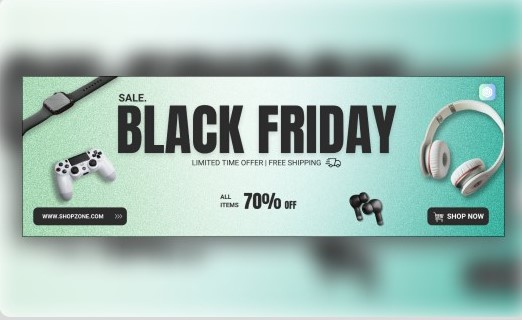 SALE.
BLACK FRIDAY
LIMITED TIME OFFER | FREE SHIPPING
ALL ITEMS 70% OFF
WWW.SHOPZONE.COM
SHOP NOW